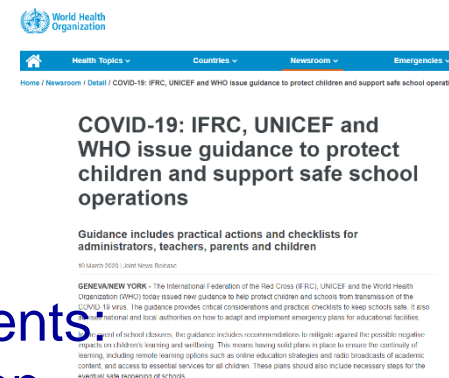 World Health
Organization
Health Topics
Countries
Newsroom
Emergencies
Home / Newsroom / Detail / COVID-19: IFRC, UNICEF and WHO issue guidance to protect children and support safe school operati
COVID-19: IFRC, UNICEF and
WHO issue guidance to protect
children and support safe school
operations
Guidance includes practical actions and checklists for
administrators, teachers, parents and children
10 March 2020 | Joint News Release
GENEVA/NEW YORK - The International Federation of the Red Cross (IFRC), UNICEF and the World Health
Organization (WHO) today issued new guidance to help protect children and schools from transmission of the
COVID-19 virus. The guidance provides critical considerations and practical checklists to keep schools safe. It also
national and local authorities on how to adapt and implement emergency plans for educational facilities
ents:
event of school closures, the guidance includes recommendations to mitigate against the possible negative
impacts on children's learning and wellbeing. This means having solid plans in place to ensure the continuity of
learning, including remote learning options such as online education strategies and radio broadcasts of academic
content, and access to essential services for all children. These plans should also include necessary steps for the
eventual safe reopening of schools.